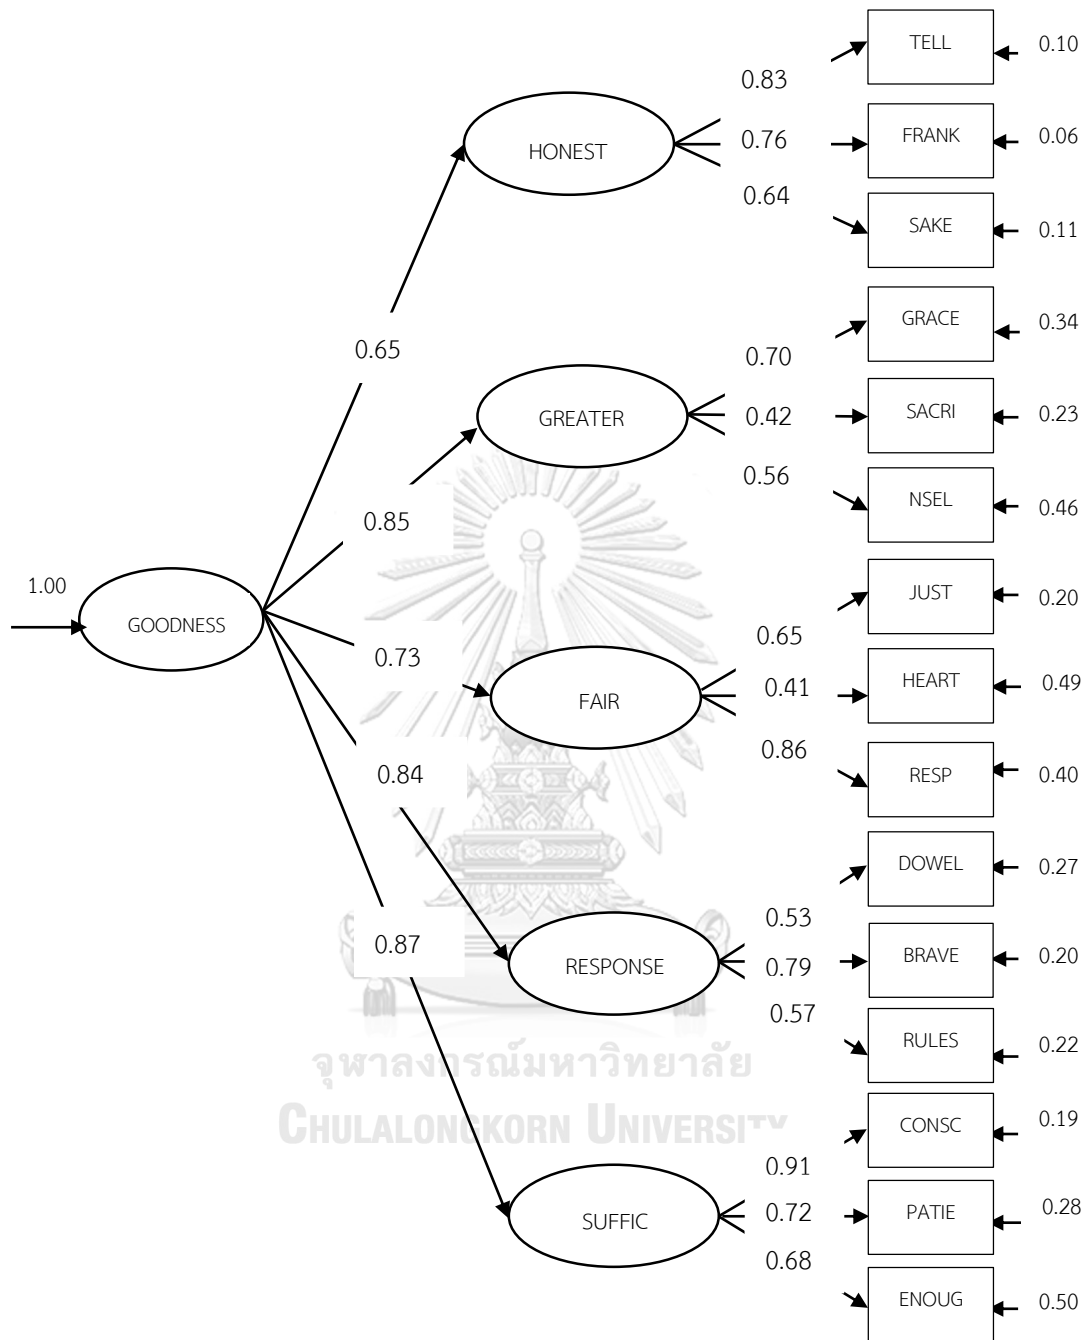 TELL
0.10
0.83
HONEST
0.76
FRANK
0.06
0.64
SAKE
0.11
0.65
GRACE
0.34
0.70
GREATER
0.42
SACRI
0.23
0.56
NSEL
0.46
0.85
1.00
GOODNESS
JUST
0.20
0.65
0.73
FAIR
0.41
HEART
0.49
0.86
RESP
0.40
0.84
DOWEL
0.27
0.53
0.87
RESPONSE
0.79
BRAVE
0.20
0.57
RULES
0.22
จุฬาลงกรณ์มหาวิทยาลัย
CHULALONGKORN UNIVERSITY
CONSC
0.19
0.91
SUFFIC
0.72
PATIE
0.28
0.68
ENOUG
0.50